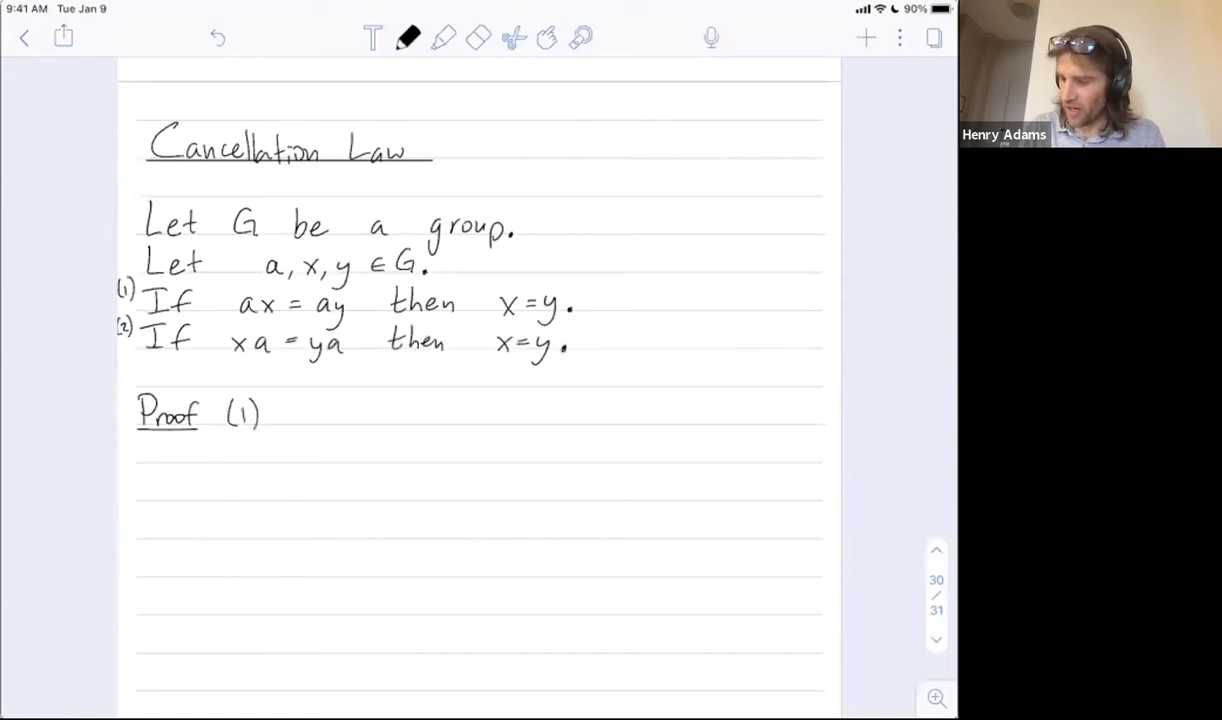 9:41 AM Tue Jan 9
90%
Henry Adams
Cancellation Law
Let G be a group.
Let a, x, y ∈ G.
(1) If ax = ay then x = y.
(2) If xa = ya then x = y.
Proof (1)
30
/
31